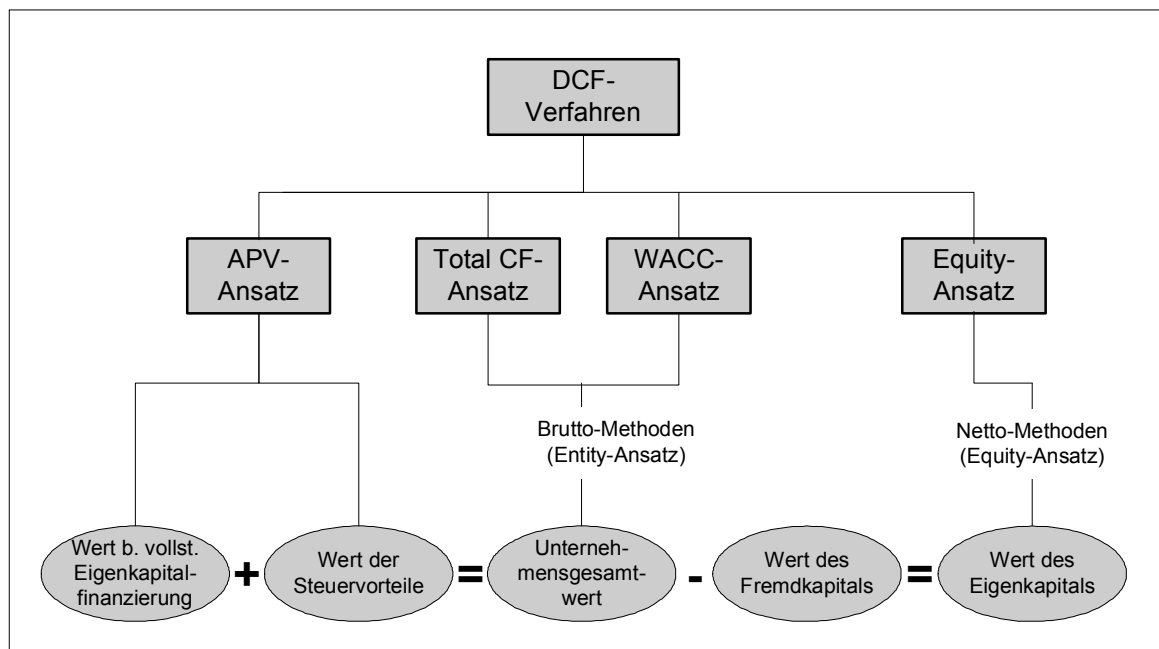 DCF-
Verfahren
APV-
Ansatz
Total CF-
Ansatz
WACC-
Ansatz
Equity-
Ansatz
Brutto-Methoden
(Entity-Ansatz)
Netto-Methoden
(Equity-Ansatz)
Wert b. vollst.
Eigenkapital-
finanzierung
+
Wert der
Steuervorteile
=
Unterneh-
mensgesamt-
wert
-
Wert des
Fremdkapitals
=
Wert des
Eigenkapitals